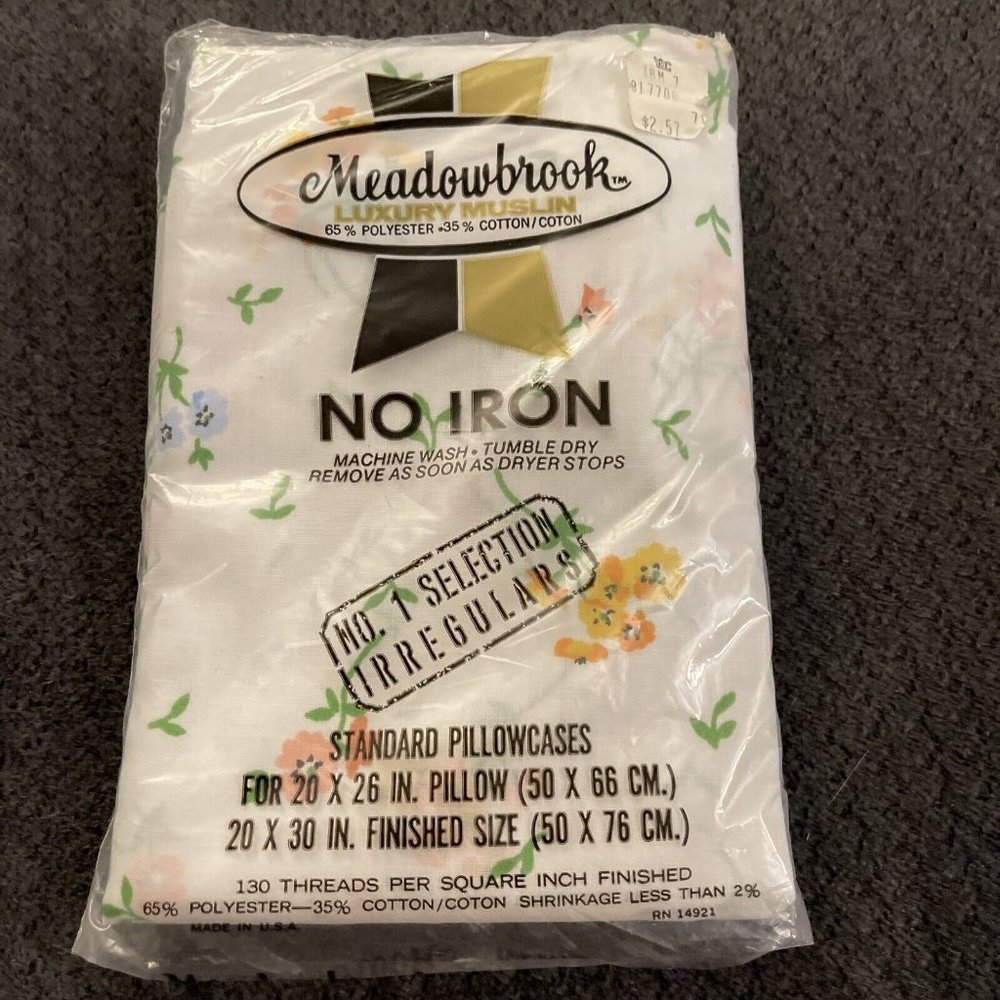 IRM 7
$2.57
Meadowbrook™
LUXURY MUSLIN
65% POLYESTER • 35% COTTON/COTON
NO IRON
MACHINE WASH • TUMBLE DRY
REMOVE AS SOON AS DRYER STOPS
NO. 1 SELECTION
IRREGULARS
STANDARD PILLOWCASES
FOR 20 X 26 IN. PILLOW (50 X 66 CM.)
20 X 30 IN. FINISHED SIZE (50 X 76 CM.)
130 THREADS PER SQUARE INCH FINISHED
65% POLYESTER—35% COTTON/COTON SHRINKAGE LESS THAN 2%
RN 14921
MADE IN U.S.A.